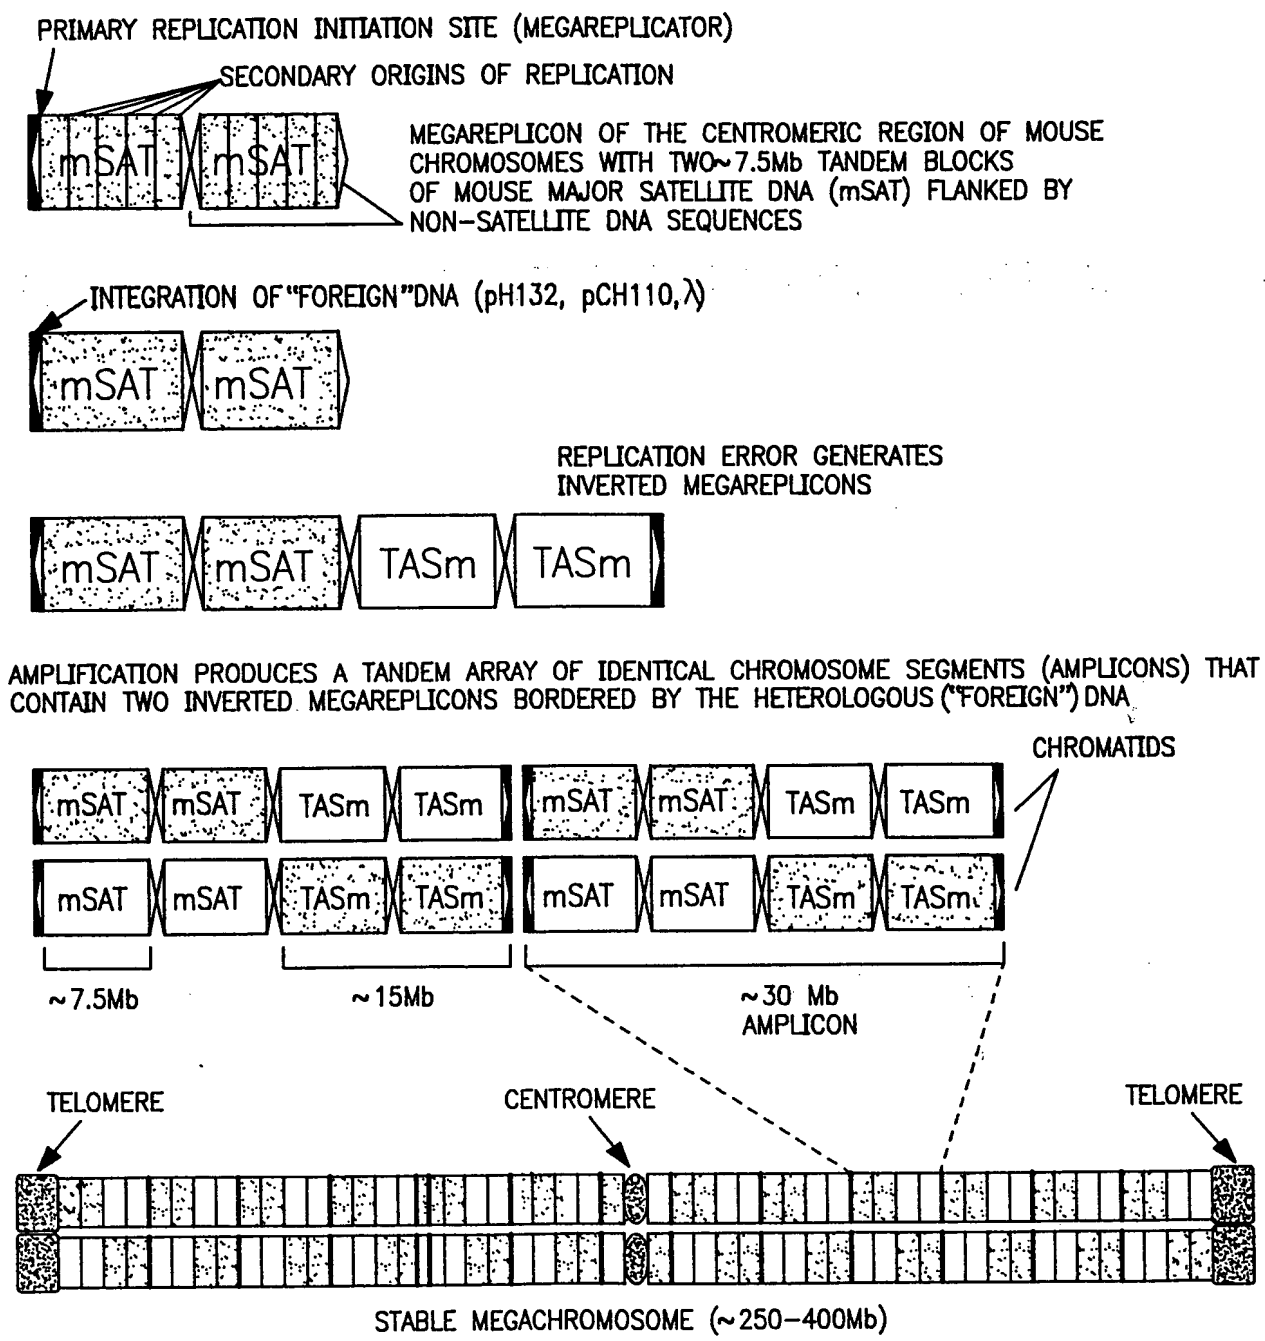 PRIMARY REPLICATION INITIATION SITE (MEGAREPLICATOR)
SECONDARY ORIGINS OF REPLICATION
mSAT mSAT
MEGAREPLICON OF THE CENTROMERIC REGION OF MOUSE
CHROMOSOMES WITH TWO~7.5Mb TANDEM BLOCKS
OF MOUSE MAJOR SATELLITE DNA (mSAT) FLANKED BY
NON-SATELLITE DNA SEQUENCES
INTEGRATION OF "FOREIGN" DNA (pH132, pCH110, λ)
mSAT mSAT
REPLICATION ERROR GENERATES
INVERTED MEGAREPLICONS
mSAT mSAT TASm TASm
AMPLIFICATION PRODUCES A TANDEM ARRAY OF IDENTICAL CHROMOSOME SEGMENTS (AMPLICONS) THAT
CONTAIN TWO INVERTED MEGAREPLICONS BORDERED BY THE HETEROLOGOUS ("FOREIGN") DNA
CHROMATIDS
mSAT mSAT TASm TASm mSAT mSAT TASm TASm
mSAT mSAT TASm TASm mSAT mSAT TASm TASm
~7.5Mb ~15Mb ~30 Mb
AMPLICON
TELOMERE CENTROMERE TELOMERE
STABLE MEGACHROMOSOME (~250-400Mb)